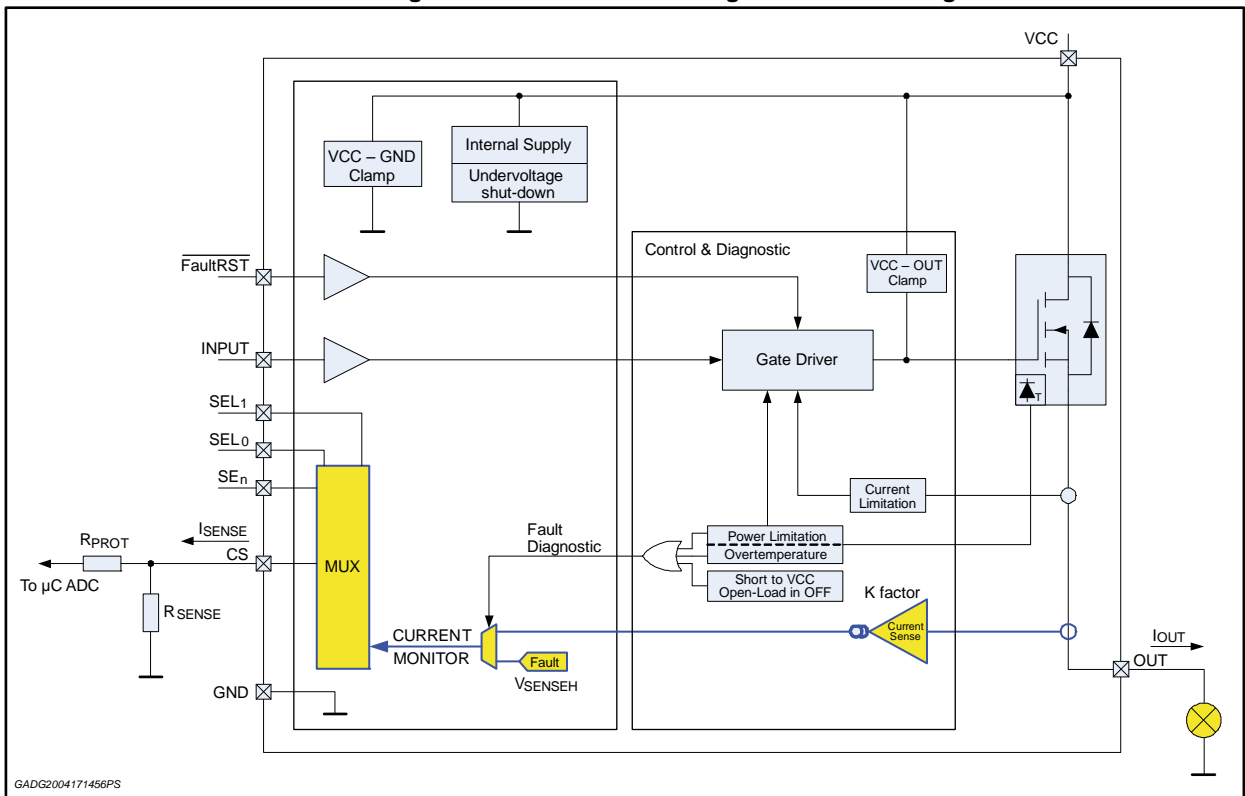 VCC
VCC – GND
Clamp
Internal Supply
Undervoltage
shut-down
Control & Diagnostic
VCC – OUT
Clamp
FaultRST
INPUT
Gate Driver
T
SEL1
SEL0
SEn
Current
Limitation
ISENSE
RPROT
CS
To µC ADC
RSENSE
MUX
Fault
Diagnostic
Power Limitation
Overtemperature
Short to VCC
Open-Load in OFF
K factor
Current
Sense
CURRENT
MONITOR
Fault
VSENSEH
IOUT
OUT
GND
GADG2004171456PS